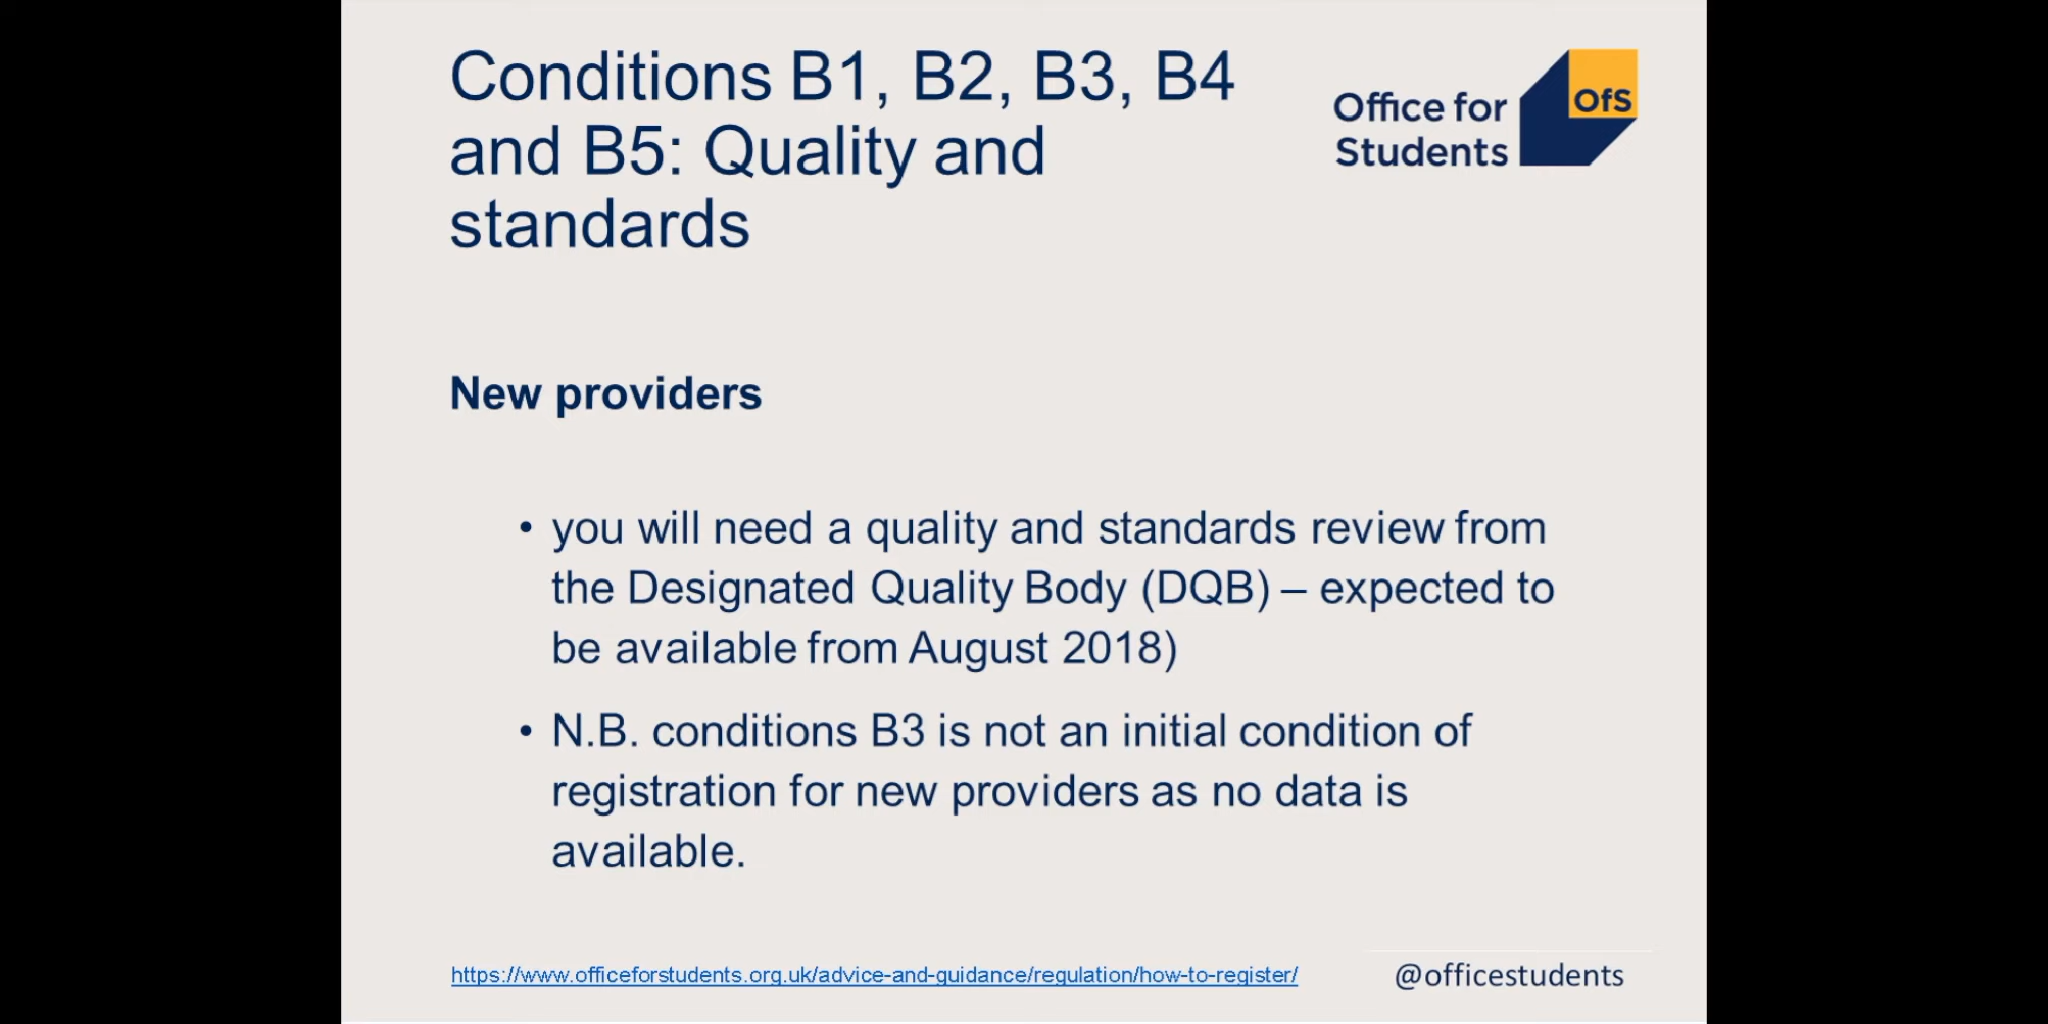 Conditions B1, B2, B3, B4
and B5: Quality and
standards
Office for
Students
OfS
New providers
• you will need a quality and standards review from
the Designated Quality Body (DQB) – expected to
be available from August 2018)
• N.B. conditions B3 is not an initial condition of
registration for new providers as no data is
available.
https://www.officeforstudents.org.uk/advice-and-guidance/regulation/how-to-register/
@officestudents